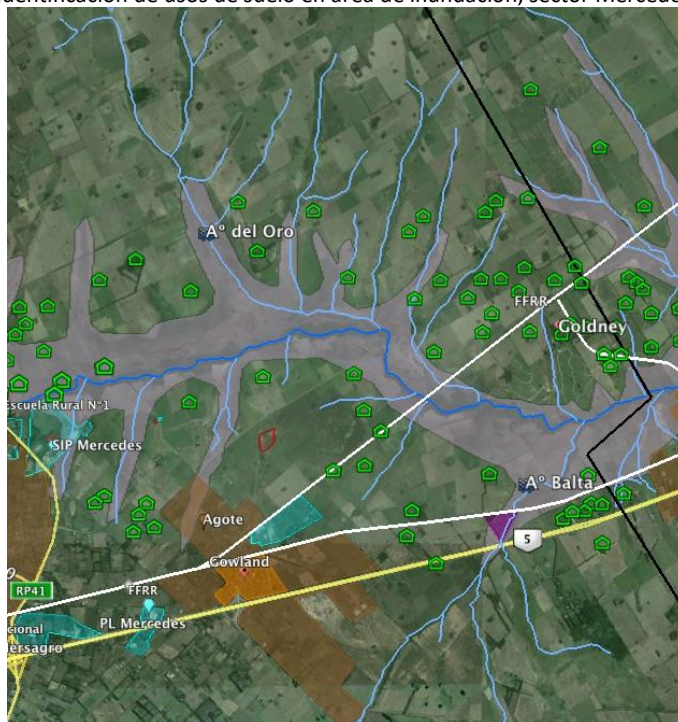 dentificación de usos de suelo en área de inundación, sector Mercede
Aº del Oro
FFRR
Goldney
Escuela Rural N°1
SIP Mercedes
Aº Balta
Agote
5
Gowland
RP41
FFRR
PL Mercedes
cional
ersagro